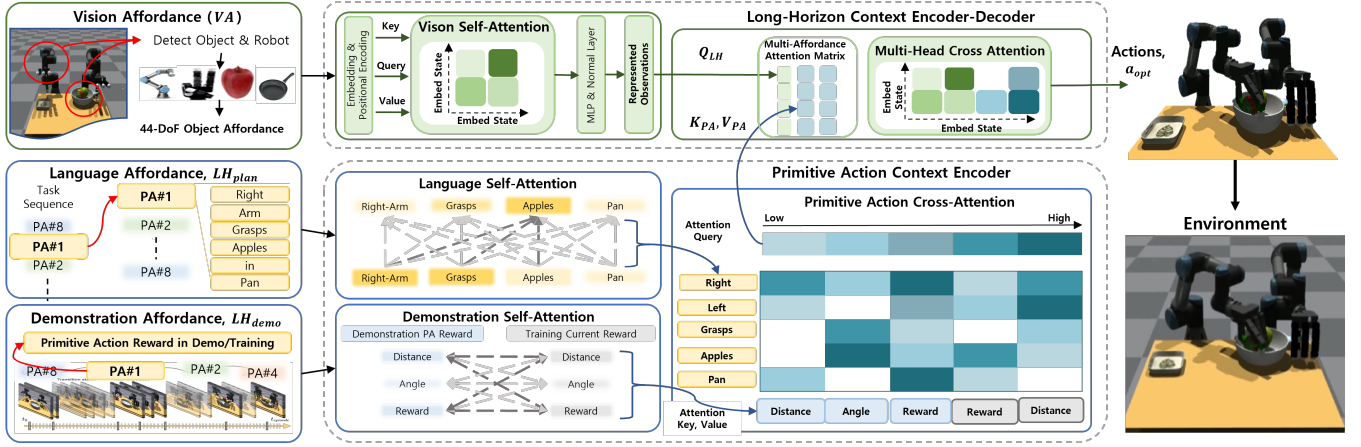 Vision Affordance (VA)
Detect Object & Robot
44-DoF Object Affordance
Language Affordance, LH_plan
Task
Sequence
PA#8
PA#1
PA#2
PA#1
PA#2
PA#8
Right
Arm
Grasps
Apples
in
Pan
Demonstration Affordance, LH_demo
Primitive Action Reward in Demo/Training
PA#8
PA#1
PA#2
PA#4
Long-Horizon Context Encoder-Decoder
Embedding &
Positional Encoding
Key
Query
Value
Vison Self-Attention
Embed State
Embed State
MLP & Normal Layer
Represented
Observations
Q_LH
K_PA, V_PA
Multi-Affordance
Attention Matrix
Multi-Head Cross Attention
Embed
State
Embed State
Actions,
a_opt
Environment
Primitive Action Context Encoder
Language Self-Attention
Right-Arm
Grasps
Apples
Pan
Right-Arm
Grasps
Apples
Pan
Demonstration Self-Attention
Demonstration PA Reward
Training Current Reward
Distance
Distance
Angle
Angle
Reward
Reward
Primitive Action Cross-Attention
Low
High
Attention
Query
Right
Left
Grasps
Apples
Pan
Attention
Key, Value
Distance
Angle
Reward
Reward
Distance